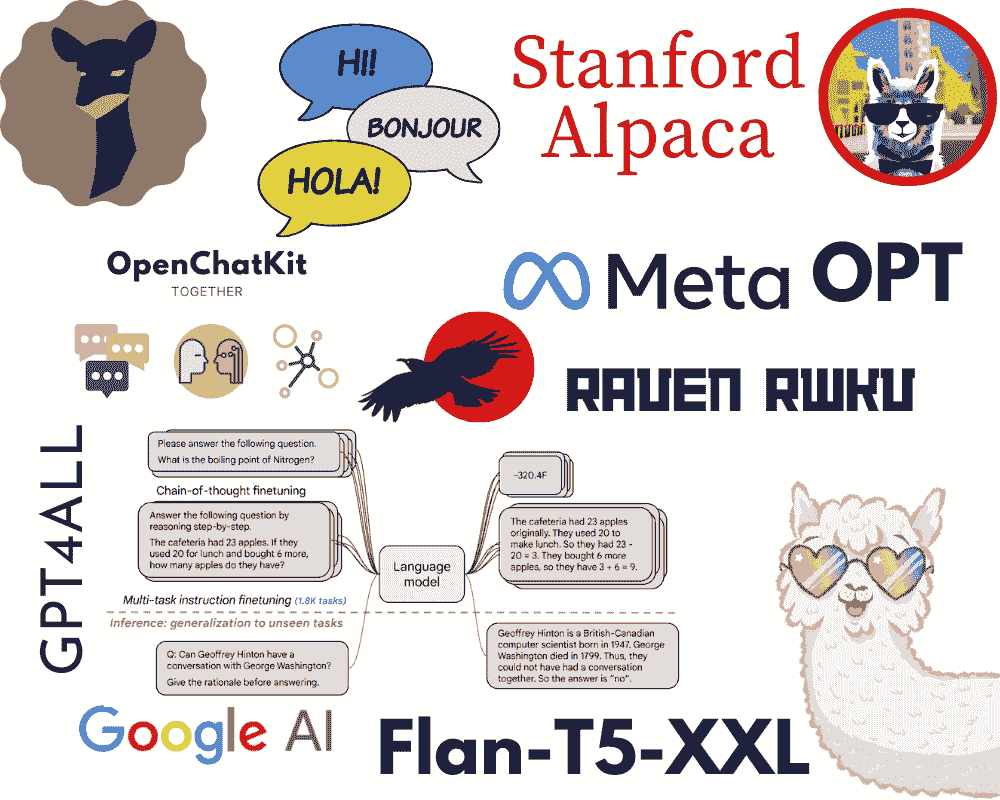 HI!
BONJOUR
HOLA!
Stanford
Alpaca
OpenChatKit
TOGETHER
Meta OPT
RAVEN RWKV
GPT4ALL
Please answer the following question.
What is the boiling point of Nitrogen?
-320.4F
Chain-of-thought finetuning
Answer the following question by
reasoning step-by-step.
The cafeteria had 23 apples. If they
used 20 for lunch and bought 6 more,
how many apples do they have?
Language
model
The cafeteria had 23 apples
originally. They used 20 to
make lunch. So they had 23 -
20 = 3. They bought 6 more
apples, so they have 3 + 6 = 9.
Multi-task instruction finetuning (1.8K tasks)
Inference: generalization to unseen tasks
Q: Can Geoffrey Hinton have a
conversation with George Washington?
Give the rationale before answering.
Geoffrey Hinton is a British-Canadian
computer scientist born in 1947. George
Washington died in 1799. Thus, they
could not have had a conversation
together. So the answer is "no".
Google AI
Flan-T5-XXL